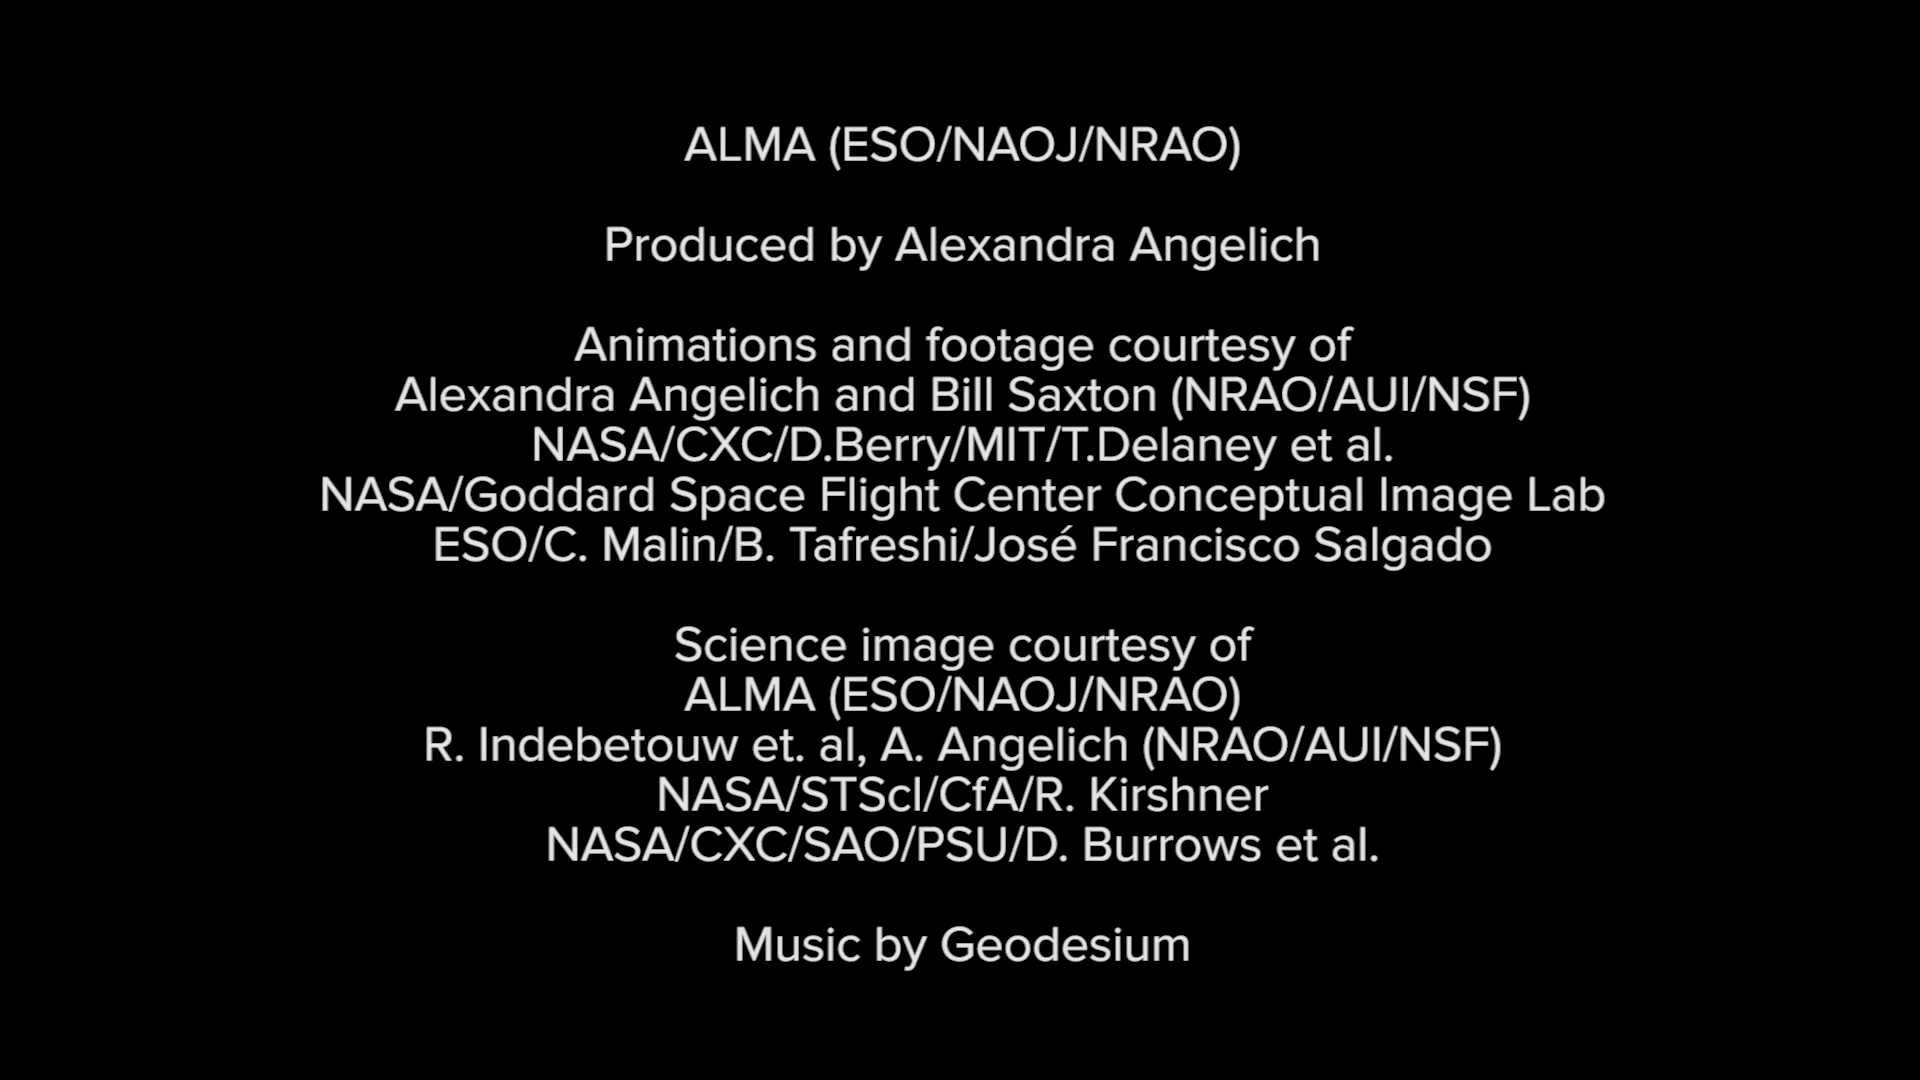 ALMA (ESO/NAOJ/NRAO)
Produced by Alexandra Angelich
Animations and footage courtesy of
Alexandra Angelich and Bill Saxton (NRAO/AUI/NSF)
NASA/CXC/D.Berry/MIT/T.Delaney et al.
NASA/Goddard Space Flight Center Conceptual Image Lab
ESO/C. Malin/B. Tafreshi/José Francisco Salgado
Science image courtesy of
ALMA (ESO/NAOJ/NRAO)
R. Indebetouw et. al, A. Angelich (NRAO/AUI/NSF)
NASA/STScI/CfA/R. Kirshner
NASA/CXC/SAO/PSU/D. Burrows et al.
Music by Geodesium